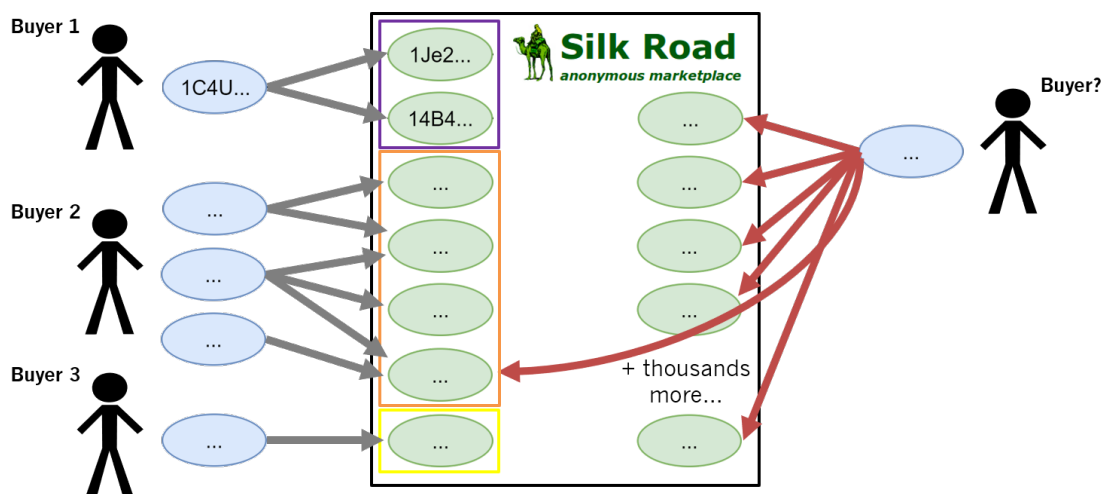 Buyer 1
1C4U...
1Je2...
14B4...
Silk Road
anonymous marketplace
Buyer?
...
...
...
...
...
Buyer 2
...
...
...
...
...
...
...
+ thousands
more...
...
Buyer 3
...
...